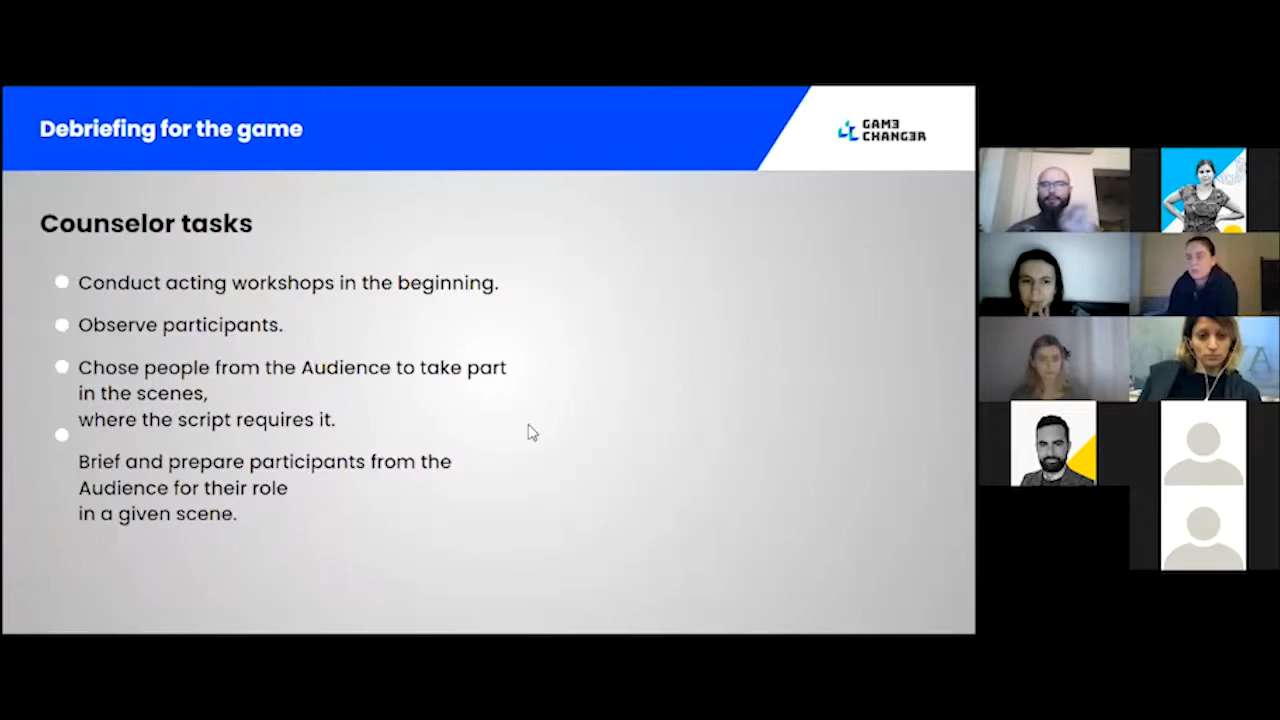 Debriefing for the game
GAME
CHANGER
Counselor tasks
Conduct acting workshops in the beginning.
Observe participants.
Chose people from the Audience to take part
in the scenes,
where the script requires it.
Brief and prepare participants from the
Audience for their role
in a given scene.